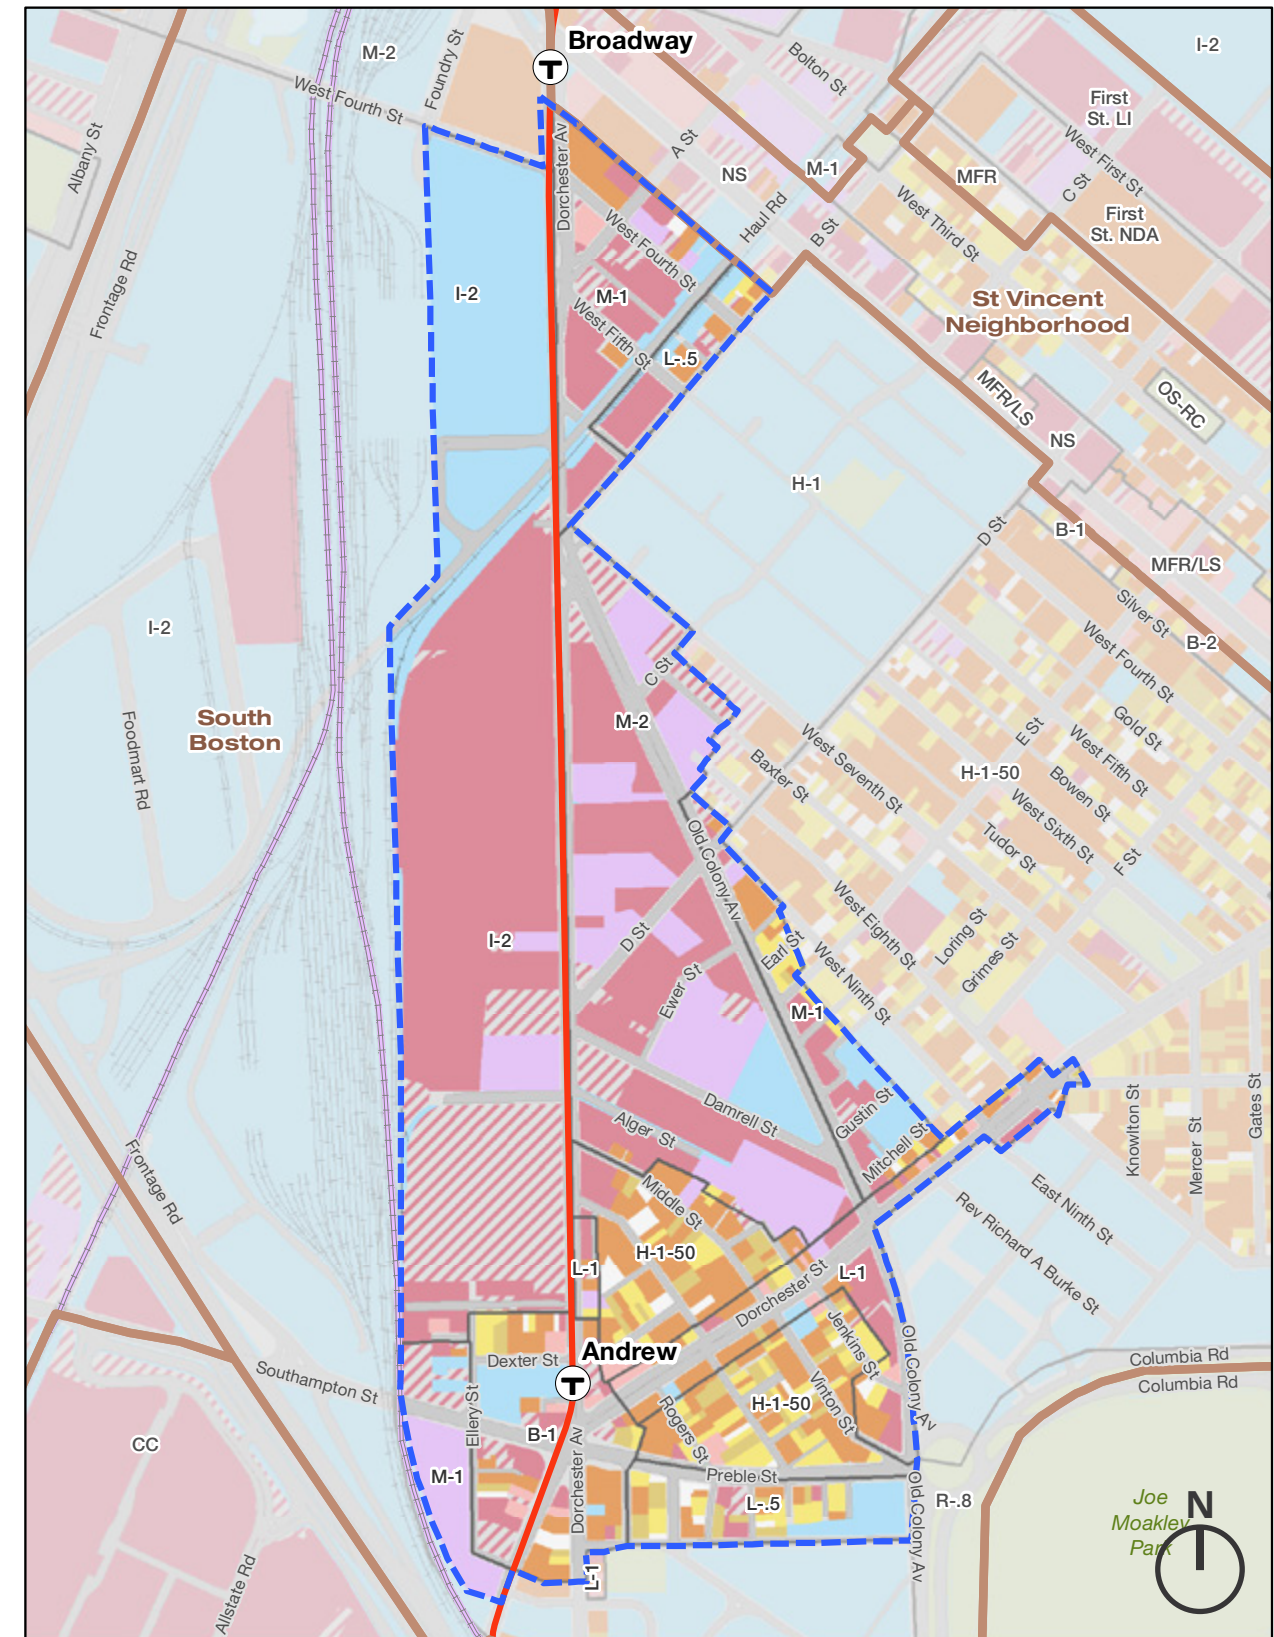 Broadway
T
M-2
Foundry St
West Fourth St
Albany St
Frontage Rd
Dorchester Av
A St
Bolton St
NS
M-1
Haul Rd
B St
I-2
First
St. LI
West First St
C St
MFR
First
St. NDA
West Third St
St Vincent
Neighborhood
I-2
West Fourth St
M-1
West Fifth St
L-.5
MFR/LS
OS-RC
NS
H-1
D St
B-1
MFR/LS
Silver St
B-2
West Fourth St
I-2
South
Boston
Foodmart Rd
C St
M-2
Baxter St
West Seventh St
E St
Gold St
West Fifth St
H-1-50
Bowen St
West Sixth St
Tudor St
F St
Old Colony Av
West Eighth St
Loring St
Grimes St
I-2
D St
Earl St
West Ninth St
Ewer St
M-1
Damrell St
Gustin St
Alger St
Mitchell St
Knowlton St
Mercer St
Gates St
Frontage Rd
Middle St
East Ninth St
Rev Richard A Burke St
H-1-50
L-1
L-1
Dorchester St
Jenkins St
Old Colony Av
Andrew
T
Dexter St
Columbia Rd
Columbia Rd
Southampton St
Ellery St
H-1-50
Vinton St
Rogers St
B-1
Dorchester Av
CC
M-1
Preble St
L-.5
Old Colony Av
R-.8
Joe
Moakley
Park
N
L-1
Allstate Rd